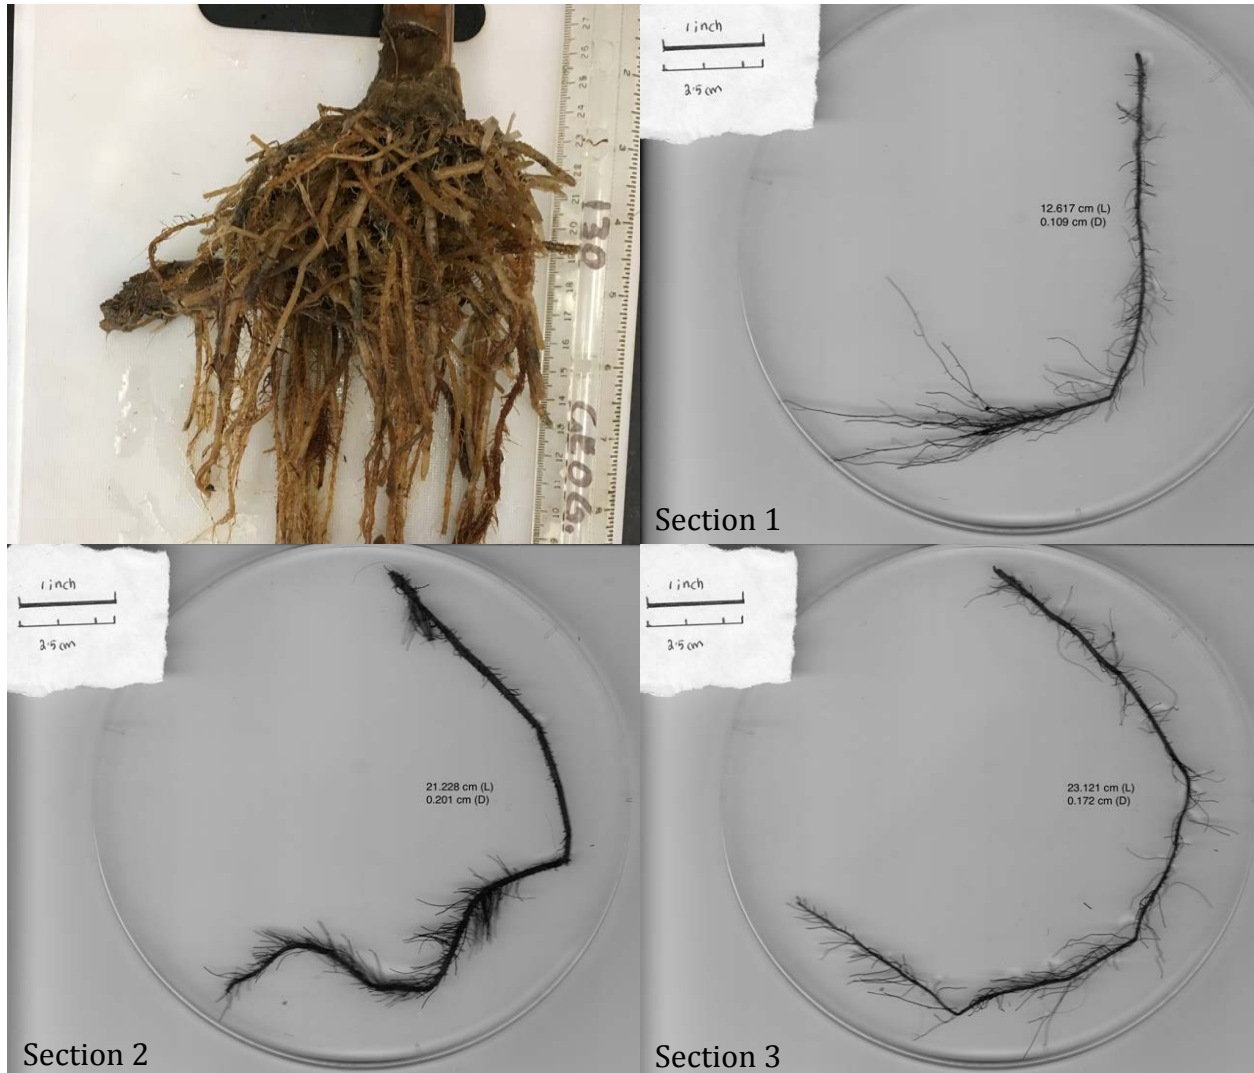 130
1 inch
2.5 cm
12.617 cm (L)
0.109 cm (D)
Section 1
1 inch
2.5 cm
21.228 cm (L)
0.201 cm (D)
Section 2
1 inch
2.5 cm
23.121 cm (L)
0.172 cm (D)
Section 3